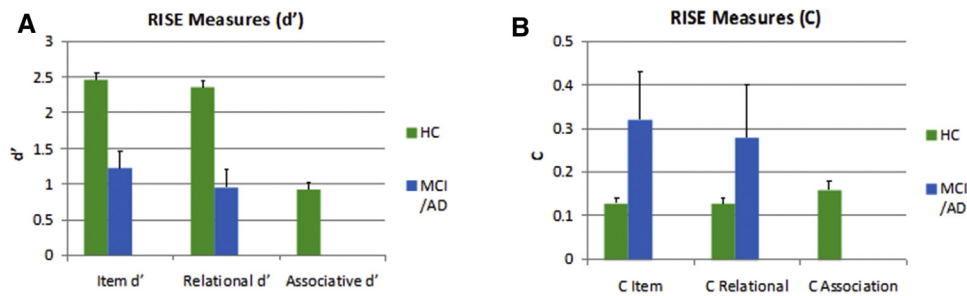 A
RISE Measures (d’)
3
2.5
2
1.5
1
0.5
0
d’
Item d’ Relational d’ Associative d’
HC
MCI
/AD
B
RISE Measures (C)
0.5
0.4
0.3
0.2
0.1
0
C
C Item C Relational C Association
HC
MCI
/AD